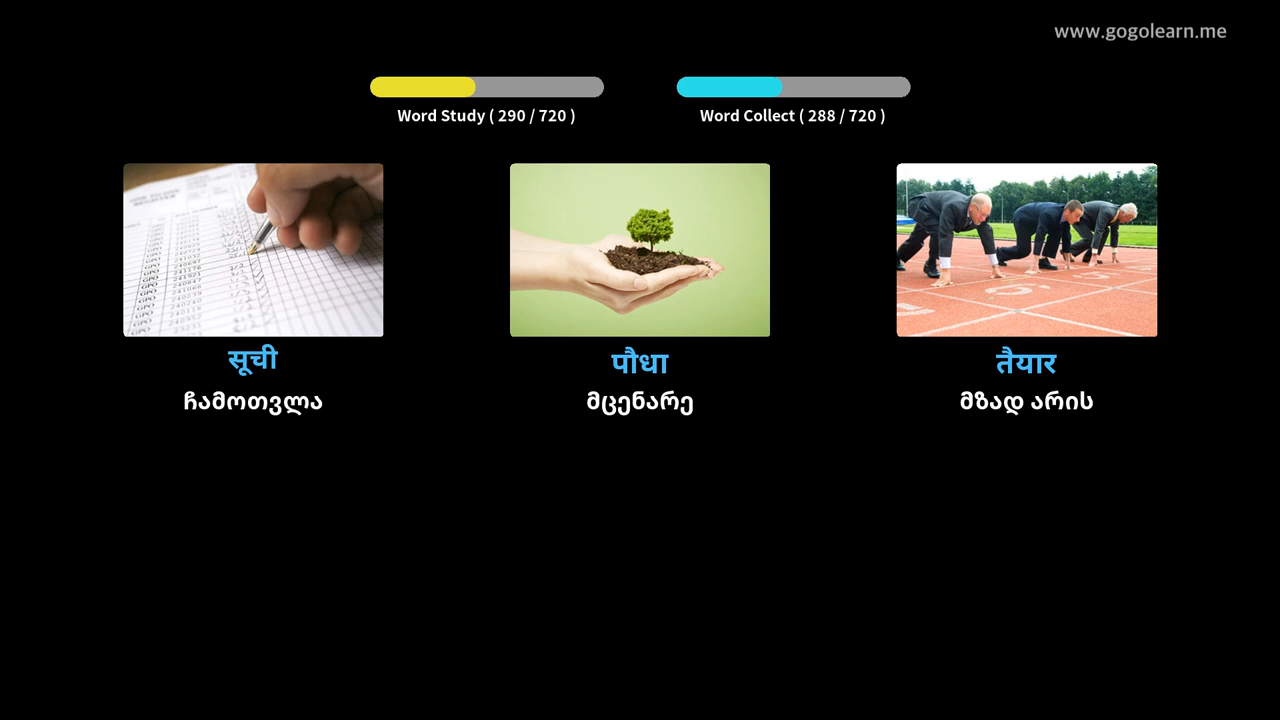 www.gogolearn.me
Word Study ( 290 / 720 )
Word Collect ( 288 / 720 )
सूची
पौधा
तैयार
ჩამოთვლა
მცენარე
მზად არის